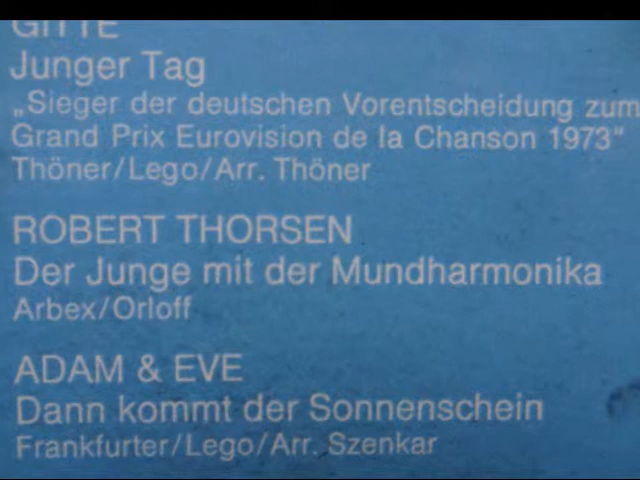 GITTE
Junger Tag
„Sieger der deutschen Vorentscheidung zum
Grand Prix Eurovision de la Chanson 1973"
Thöner/Lego/Arr. Thöner
ROBERT THORSEN
Der Junge mit der Mundharmonika
Arbex/Orloff
ADAM & EVE
Dann kommt der Sonnenschein
Frankfurter/Lego/Arr. Szenkar